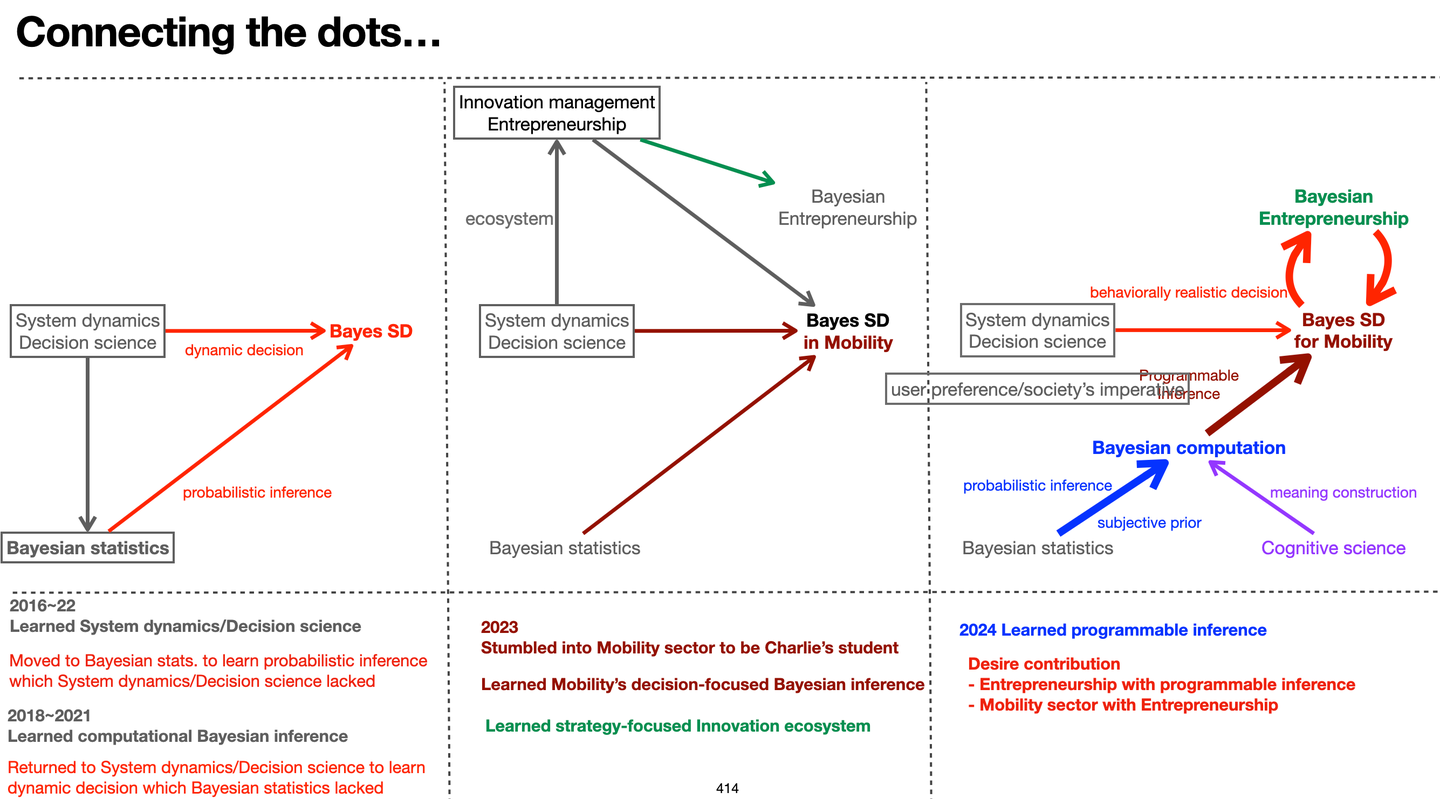 Connecting the dots…
System dynamics
Decision science
dynamic decision
Bayes SD
probabilistic inference
Bayesian statistics
2016~22
Learned System dynamics/Decision science
Moved to Bayesian stats. to learn probabilistic inference
which System dynamics/Decision science lacked
2018~2021
Learned computational Bayesian inference
Returned to System dynamics/Decision science to learn
dynamic decision which Bayesian statistics lacked
Innovation management
Entrepreneurship
ecosystem
Bayesian
Entrepreneurship
System dynamics
Decision science
Bayes SD
in Mobility
Bayesian statistics
2023
Stumbled into Mobility sector to be Charlie’s student
Learned Mobility’s decision-focused Bayesian inference
Learned strategy-focused Innovation ecosystem
Bayesian
Entrepreneurship
behaviorally realistic decision
System dynamics
Decision science
Bayes SD
for Mobility
Programmable
inference
user preference/society’s imperative
Bayesian computation
probabilistic inference
meaning construction
subjective prior
Bayesian statistics
Cognitive science
2024 Learned programmable inference
Desire contribution
- Entrepreneurship with programmable inference
- Mobility sector with Entrepreneurship
414